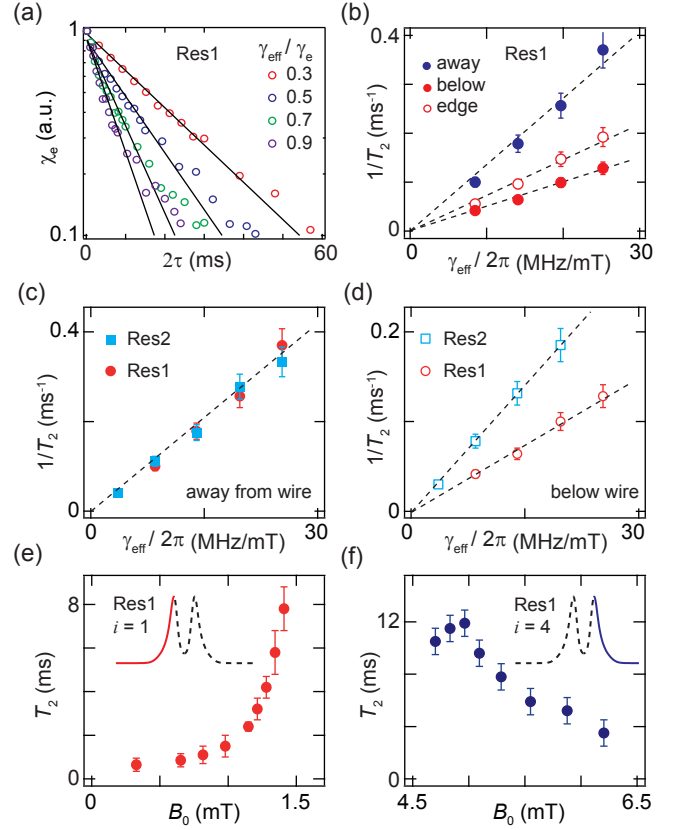 (a)
1
χe (a.u.)
0.1
Res1
γeff / γe
0.3
0.5
0.7
0.9
0
60
2τ (ms)
(b)
0.4
1/T2 (ms-1)
0
Res1
away
below
edge
0
30
γeff / 2π (MHz/mT)
(c)
0.4
1/T2 (ms-1)
0
Res2
Res1
away from wire
0
30
γeff / 2π (MHz/mT)
(d)
0.2
1/T2 (ms-1)
0
Res2
Res1
below wire
0
30
γeff / 2π (MHz/mT)
(e)
8
T2 (ms)
0
Res1
i = 1
0
1.5
B0 (mT)
(f)
12
T2 (ms)
0
Res1
i = 4
4.5
6.5
B0 (mT)